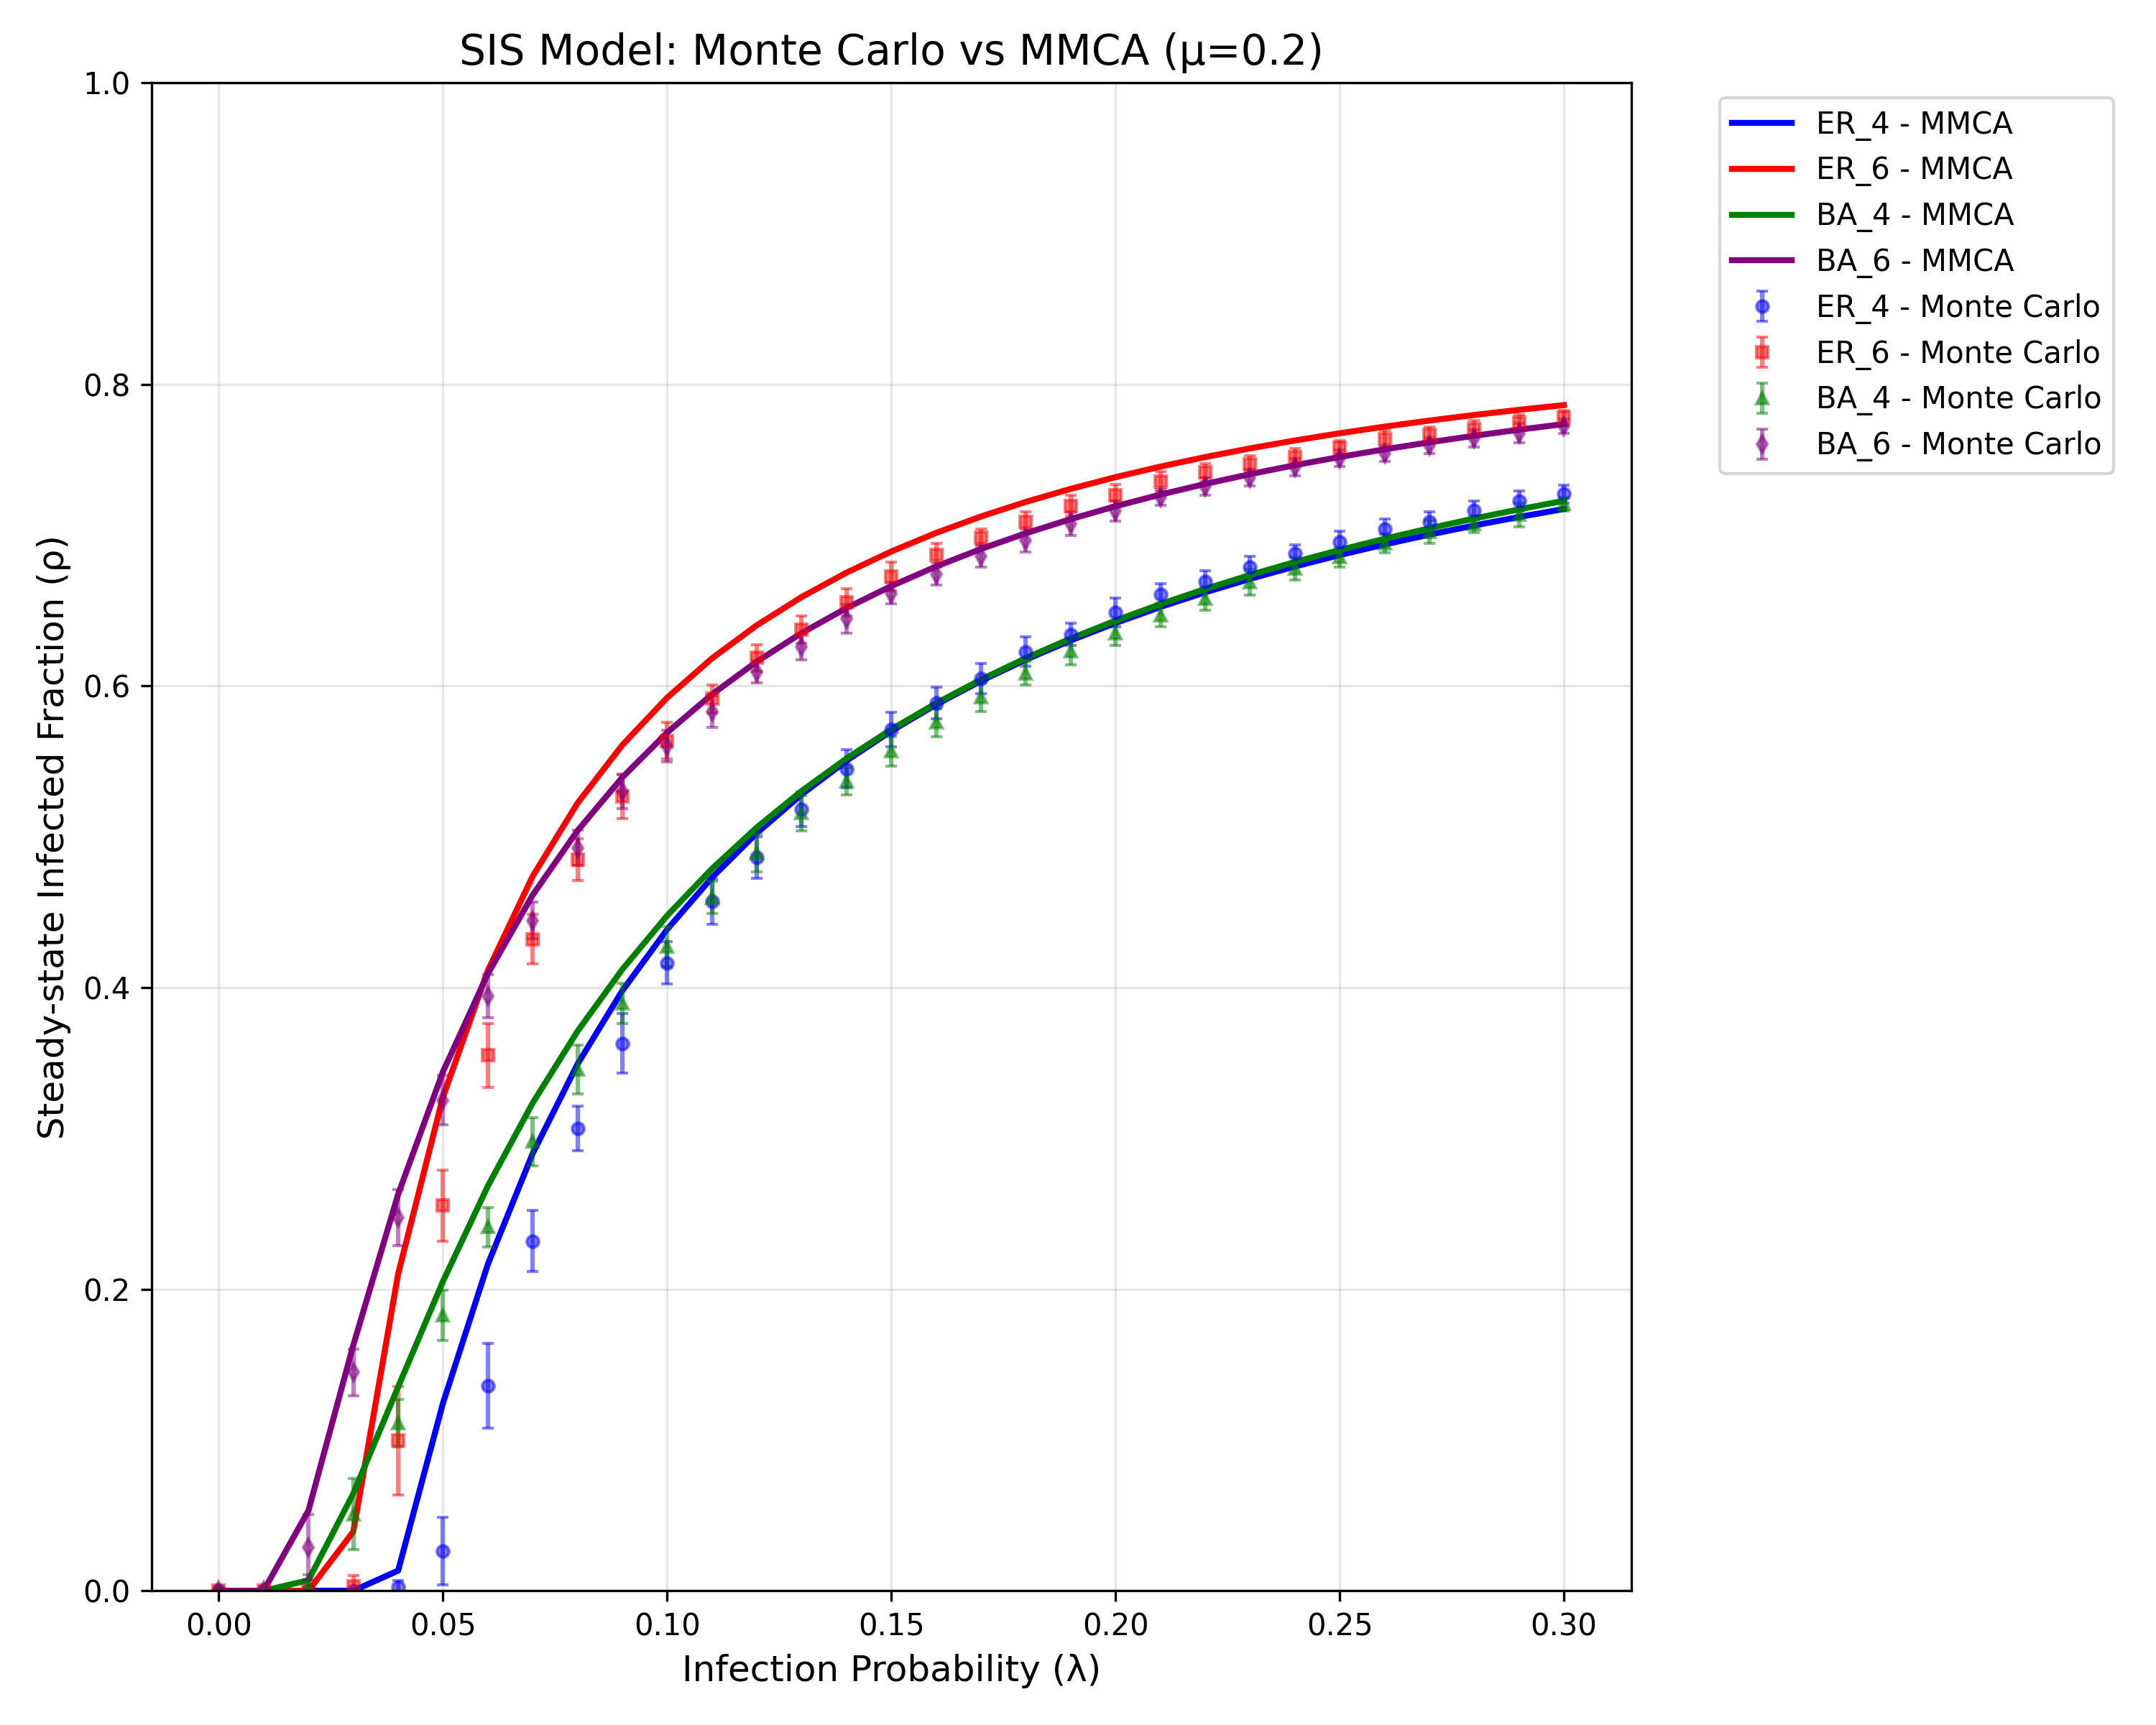 SIS Model: Monte Carlo vs MMCA (μ=0.2)
1.0
0.8
0.6
0.4
0.2
0.0
Steady-state Infected Fraction (ρ)
0.00 0.05 0.10 0.15 0.20 0.25 0.30
Infection Probability (λ)
ER_4 - MMCA
ER_6 - MMCA
BA_4 - MMCA
BA_6 - MMCA
ER_4 - Monte Carlo
ER_6 - Monte Carlo
BA_4 - Monte Carlo
BA_6 - Monte Carlo